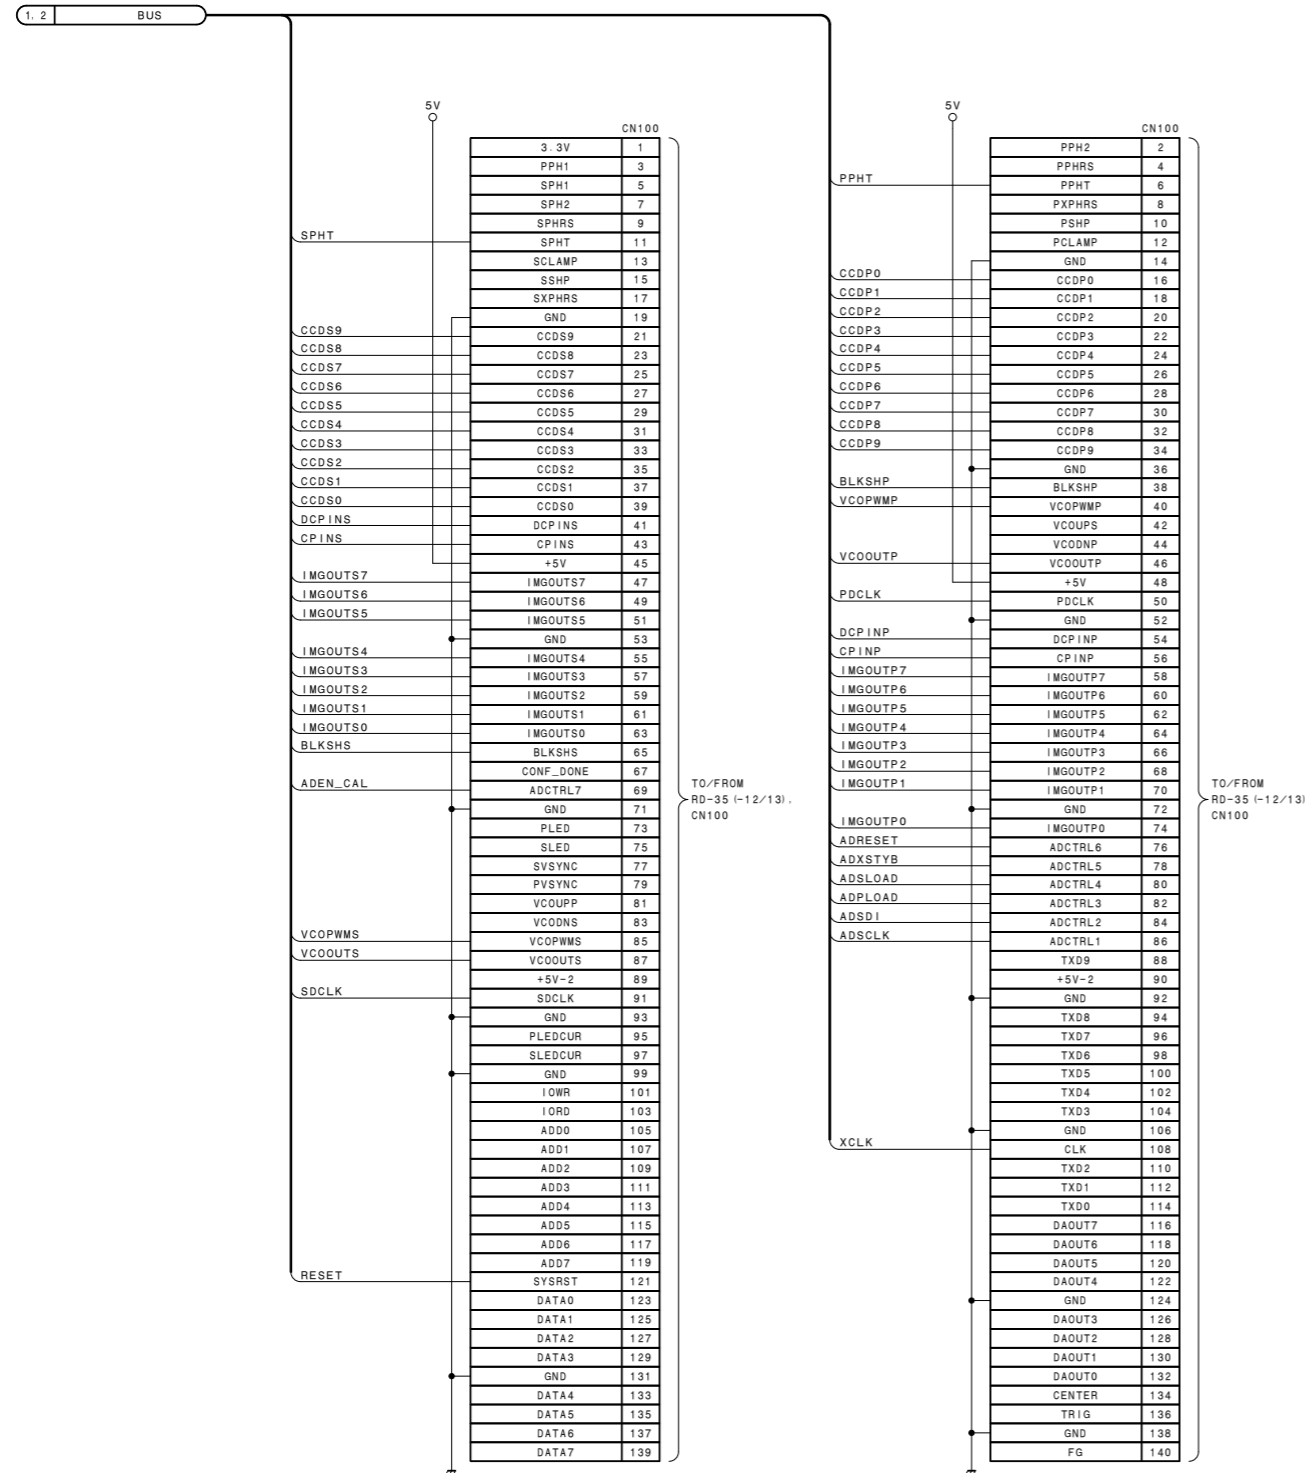 1. 2 BUS
5V
CN100
3.3V 1
PPH1 3
SPH1 5
SPH2 7
SPHRS 9
SPHT SPHT 11
SCLAMP 13
SSHP 15
SXPHRS 17
GND 19
CCDS9 CCDS9 21
CCDS8 CCDS8 23
CCDS7 CCDS7 25
CCDS6 CCDS6 27
CCDS5 CCDS5 29
CCDS4 CCDS4 31
CCDS3 CCDS3 33
CCDS2 CCDS2 35
CCDS1 CCDS1 37
CCDS0 CCDS0 39
DCPINS DCPINS 41
CPINS CPINS 43
+5V 45
IMGOUTS7 IMGOUTS7 47
IMGOUTS6 IMGOUTS6 49
IMGOUTS5 IMGOUTS5 51
GND 53
IMGOUTS4 IMGOUTS4 55
IMGOUTS3 IMGOUTS3 57
IMGOUTS2 IMGOUTS2 59
IMGOUTS1 IMGOUTS1 61
IMGOUTS0 IMGOUTS0 63
BLKSHS BLKSHS 65
CONF_DONE 67
ADEN_CAL ADCTRL7 69
GND 71
PLED 73
SLED 75
SVSYNC 77
PVSYNC 79
VCOUPP 81
VCODNS 83
VCOPWMS VCOPWMS 85
VCOOUTS VCOOUTS 87
+5V-2 89
SDCLK SDCLK 91
GND 93
PLEDCUR 95
SLEDCUR 97
GND 99
IOWR 101
IORD 103
ADD0 105
ADD1 107
ADD2 109
ADD3 111
ADD4 113
ADD5 115
ADD6 117
ADD7 119
RESET SYSRST 121
DATA0 123
DATA1 125
DATA2 127
DATA3 129
GND 131
DATA4 133
DATA5 135
DATA6 137
DATA7 139
TO/FROM
RD-35 (-12/13).
CN100
5V
CN100
PPH2 2
PPHRS 4
PPHT PPHT 6
PXPHRS 8
PSHP 10
PCLAMP 12
GND 14
CCDP0 CCDP0 16
CCDP1 CCDP1 18
CCDP2 CCDP2 20
CCDP3 CCDP3 22
CCDP4 CCDP4 24
CCDP5 CCDP5 26
CCDP6 CCDP6 28
CCDP7 CCDP7 30
CCDP8 CCDP8 32
CCDP9 CCDP9 34
GND 36
BLKSHP BLKSHP 38
VCOPWMP VCOPWMP 40
VCOUPS 42
VCODNP 44
VCOOUTP VCOOUTP 46
+5V 48
PDCLK PDCLK 50
GND 52
DCPINP DCPINP 54
CPINP CPINP 56
IMGOUTP7 IMGOUTP7 58
IMGOUTP6 IMGOUTP6 60
IMGOUTP5 IMGOUTP5 62
IMGOUTP4 IMGOUTP4 64
IMGOUTP3 IMGOUTP3 66
IMGOUTP2 IMGOUTP2 68
IMGOUTP1 IMGOUTP1 70
GND 72
IMGOUTP0 IMGOUTP0 74
ADRESET ADCTRL6 76
ADXSTYB ADCTRL5 78
ADSLOAD ADCTRL4 80
ADPLOAD ADCTRL3 82
ADSDI ADCTRL2 84
ADSCLK ADCTRL1 86
TXD9 88
+5V-2 90
GND 92
TXD8 94
TXD7 96
TXD6 98
TXD5 100
TXD4 102
TXD3 104
GND 106
XCLK CLK 108
TXD2 110
TXD1 112
TXD0 114
DAOUT7 116
DAOUT6 118
DAOUT5 120
DAOUT4 122
GND 124
DAOUT3 126
DAOUT2 128
DAOUT1 130
DAOUT0 132
CENTER 134
TRIG 136
GND 138
FG 140
TO/FROM
RD-35 (-12/13)
CN100